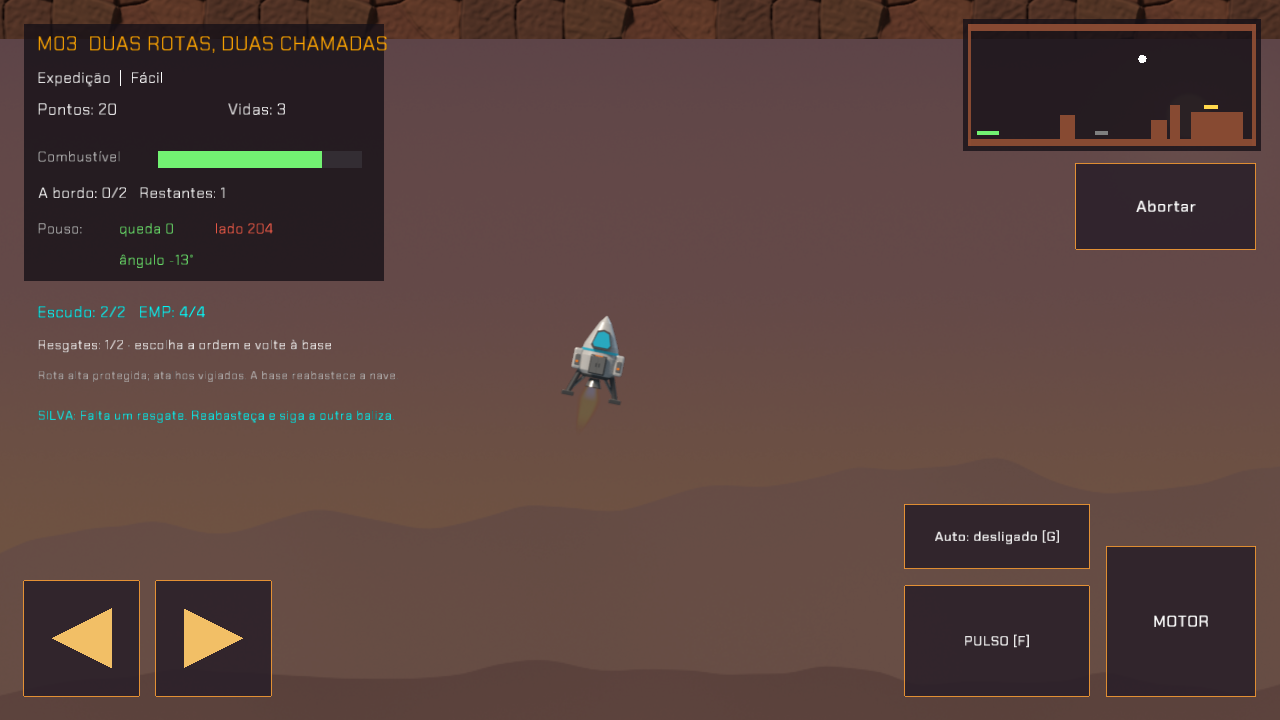 M03 DUAS ROTAS, DUAS CHAMADAS
Expedição | Fácil
Pontos: 20 Vidas: 3
Combustível
A bordo: 0/2 Restantes: 1
Pouso: queda 0 lado 204
ângulo -13°
Escudo: 2/2 EMP: 4/4
Resgates: 1/2 · escolha a ordem e volte à base
Rota alta protegida; atalhos vigiados. A base reabastece a nave
SILVA: Falta um resgate. Reabasteça e siga a outra baliza.
Abortar
Auto: desligado [G]
PULSO [F]
MOTOR